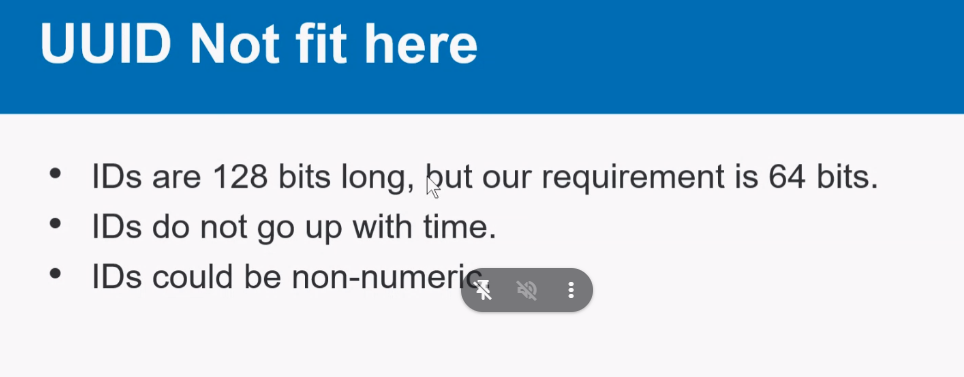 UUID Not fit here
• IDs are 128 bits long, but our requirement is 64 bits.
• IDs do not go up with time.
• IDs could be non-numeric